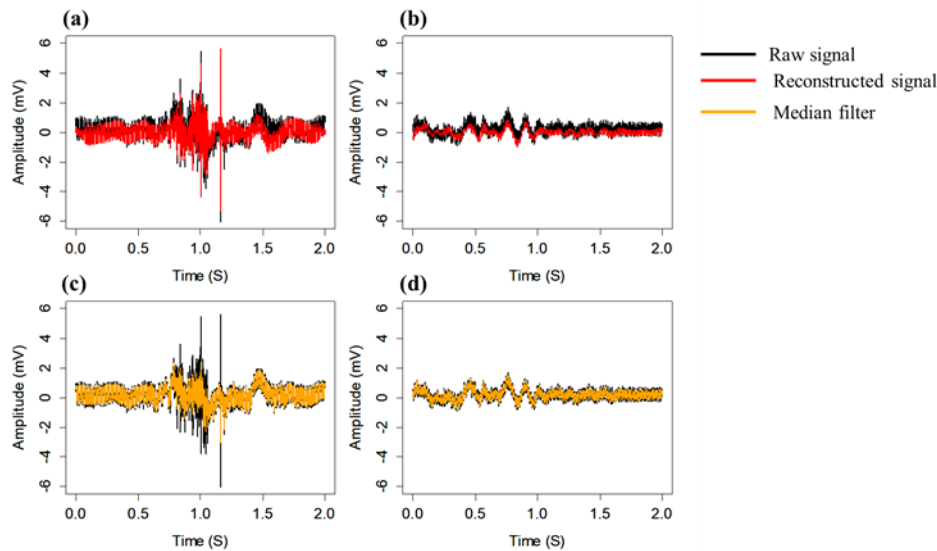 (a)
6
4
2
0
-2
-4
-6
Amplitude (mV)
0.0 0.5 1.0 1.5 2.0
Time (S)
(b)
6
4
2
0
-2
-4
-6
Amplitude (mV)
0.0 0.5 1.0 1.5 2.0
Time (S)
Raw signal
Reconstructed signal
Median filter
(c)
6
4
2
0
-2
-4
-6
Amplitude (mV)
0.0 0.5 1.0 1.5 2.0
Time (S)
(d)
6
4
2
0
-2
-4
-6
Amplitude (mV)
0.0 0.5 1.0 1.5 2.0
Time (S)